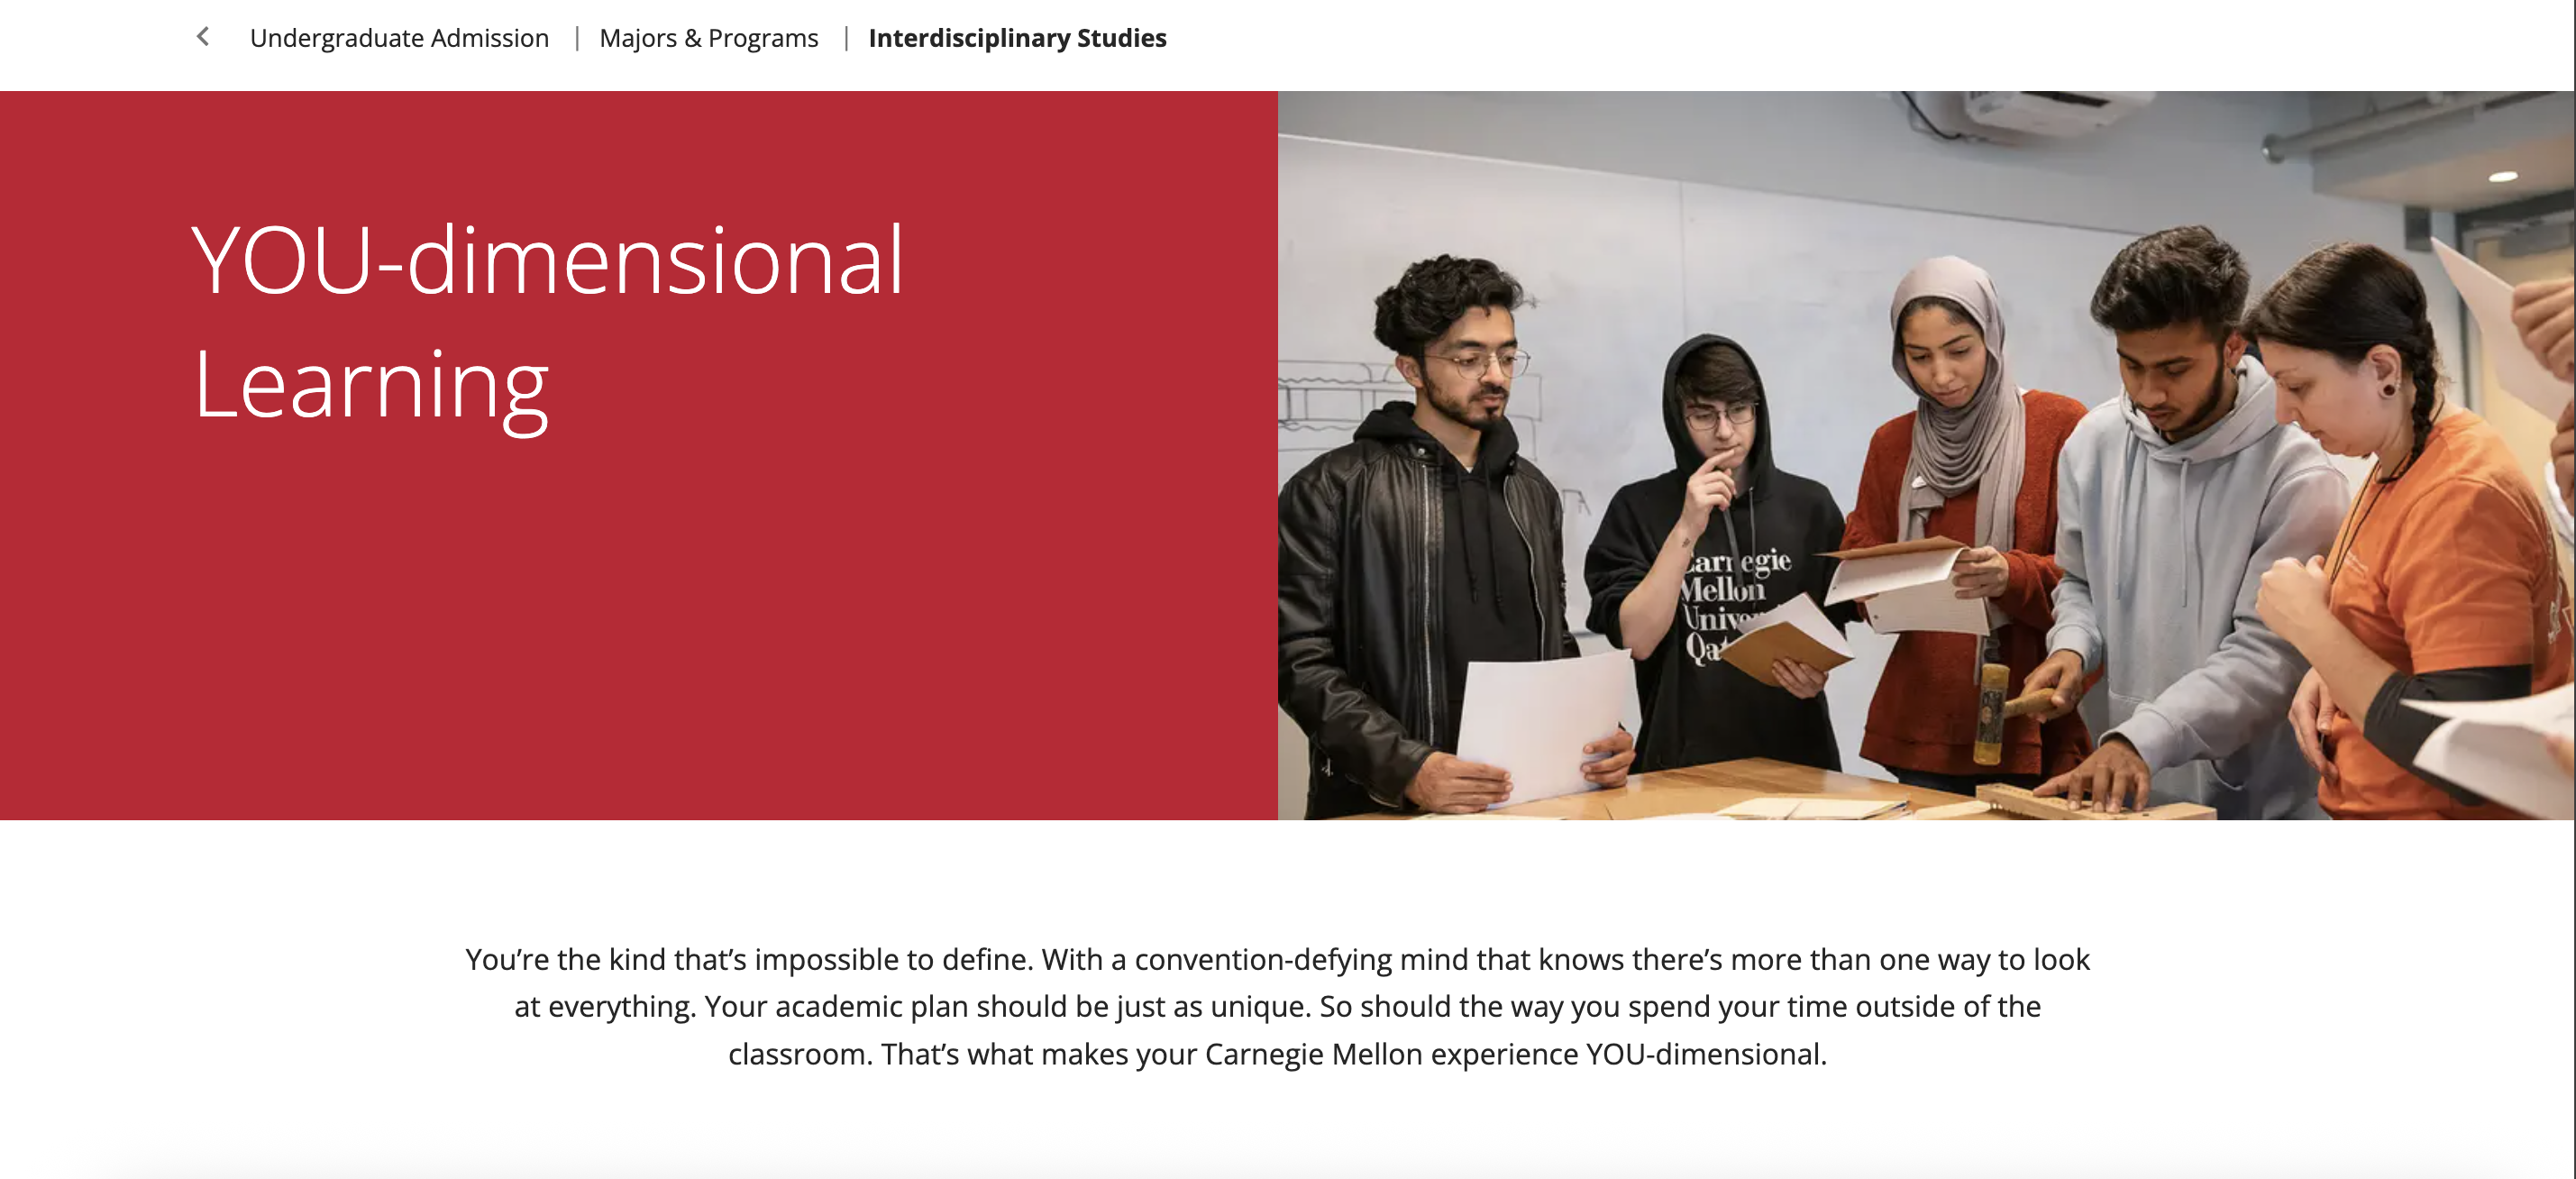 Undergraduate Admission | Majors & Programs | Interdisciplinary Studies
YOU-dimensional
Learning
Mellon
You’re the kind that’s impossible to define. With a convention-defying mind that knows there’s more than one way to look
at everything. Your academic plan should be just as unique. So should the way you spend your time outside of the
classroom. That’s what makes your Carnegie Mellon experience YOU-dimensional.